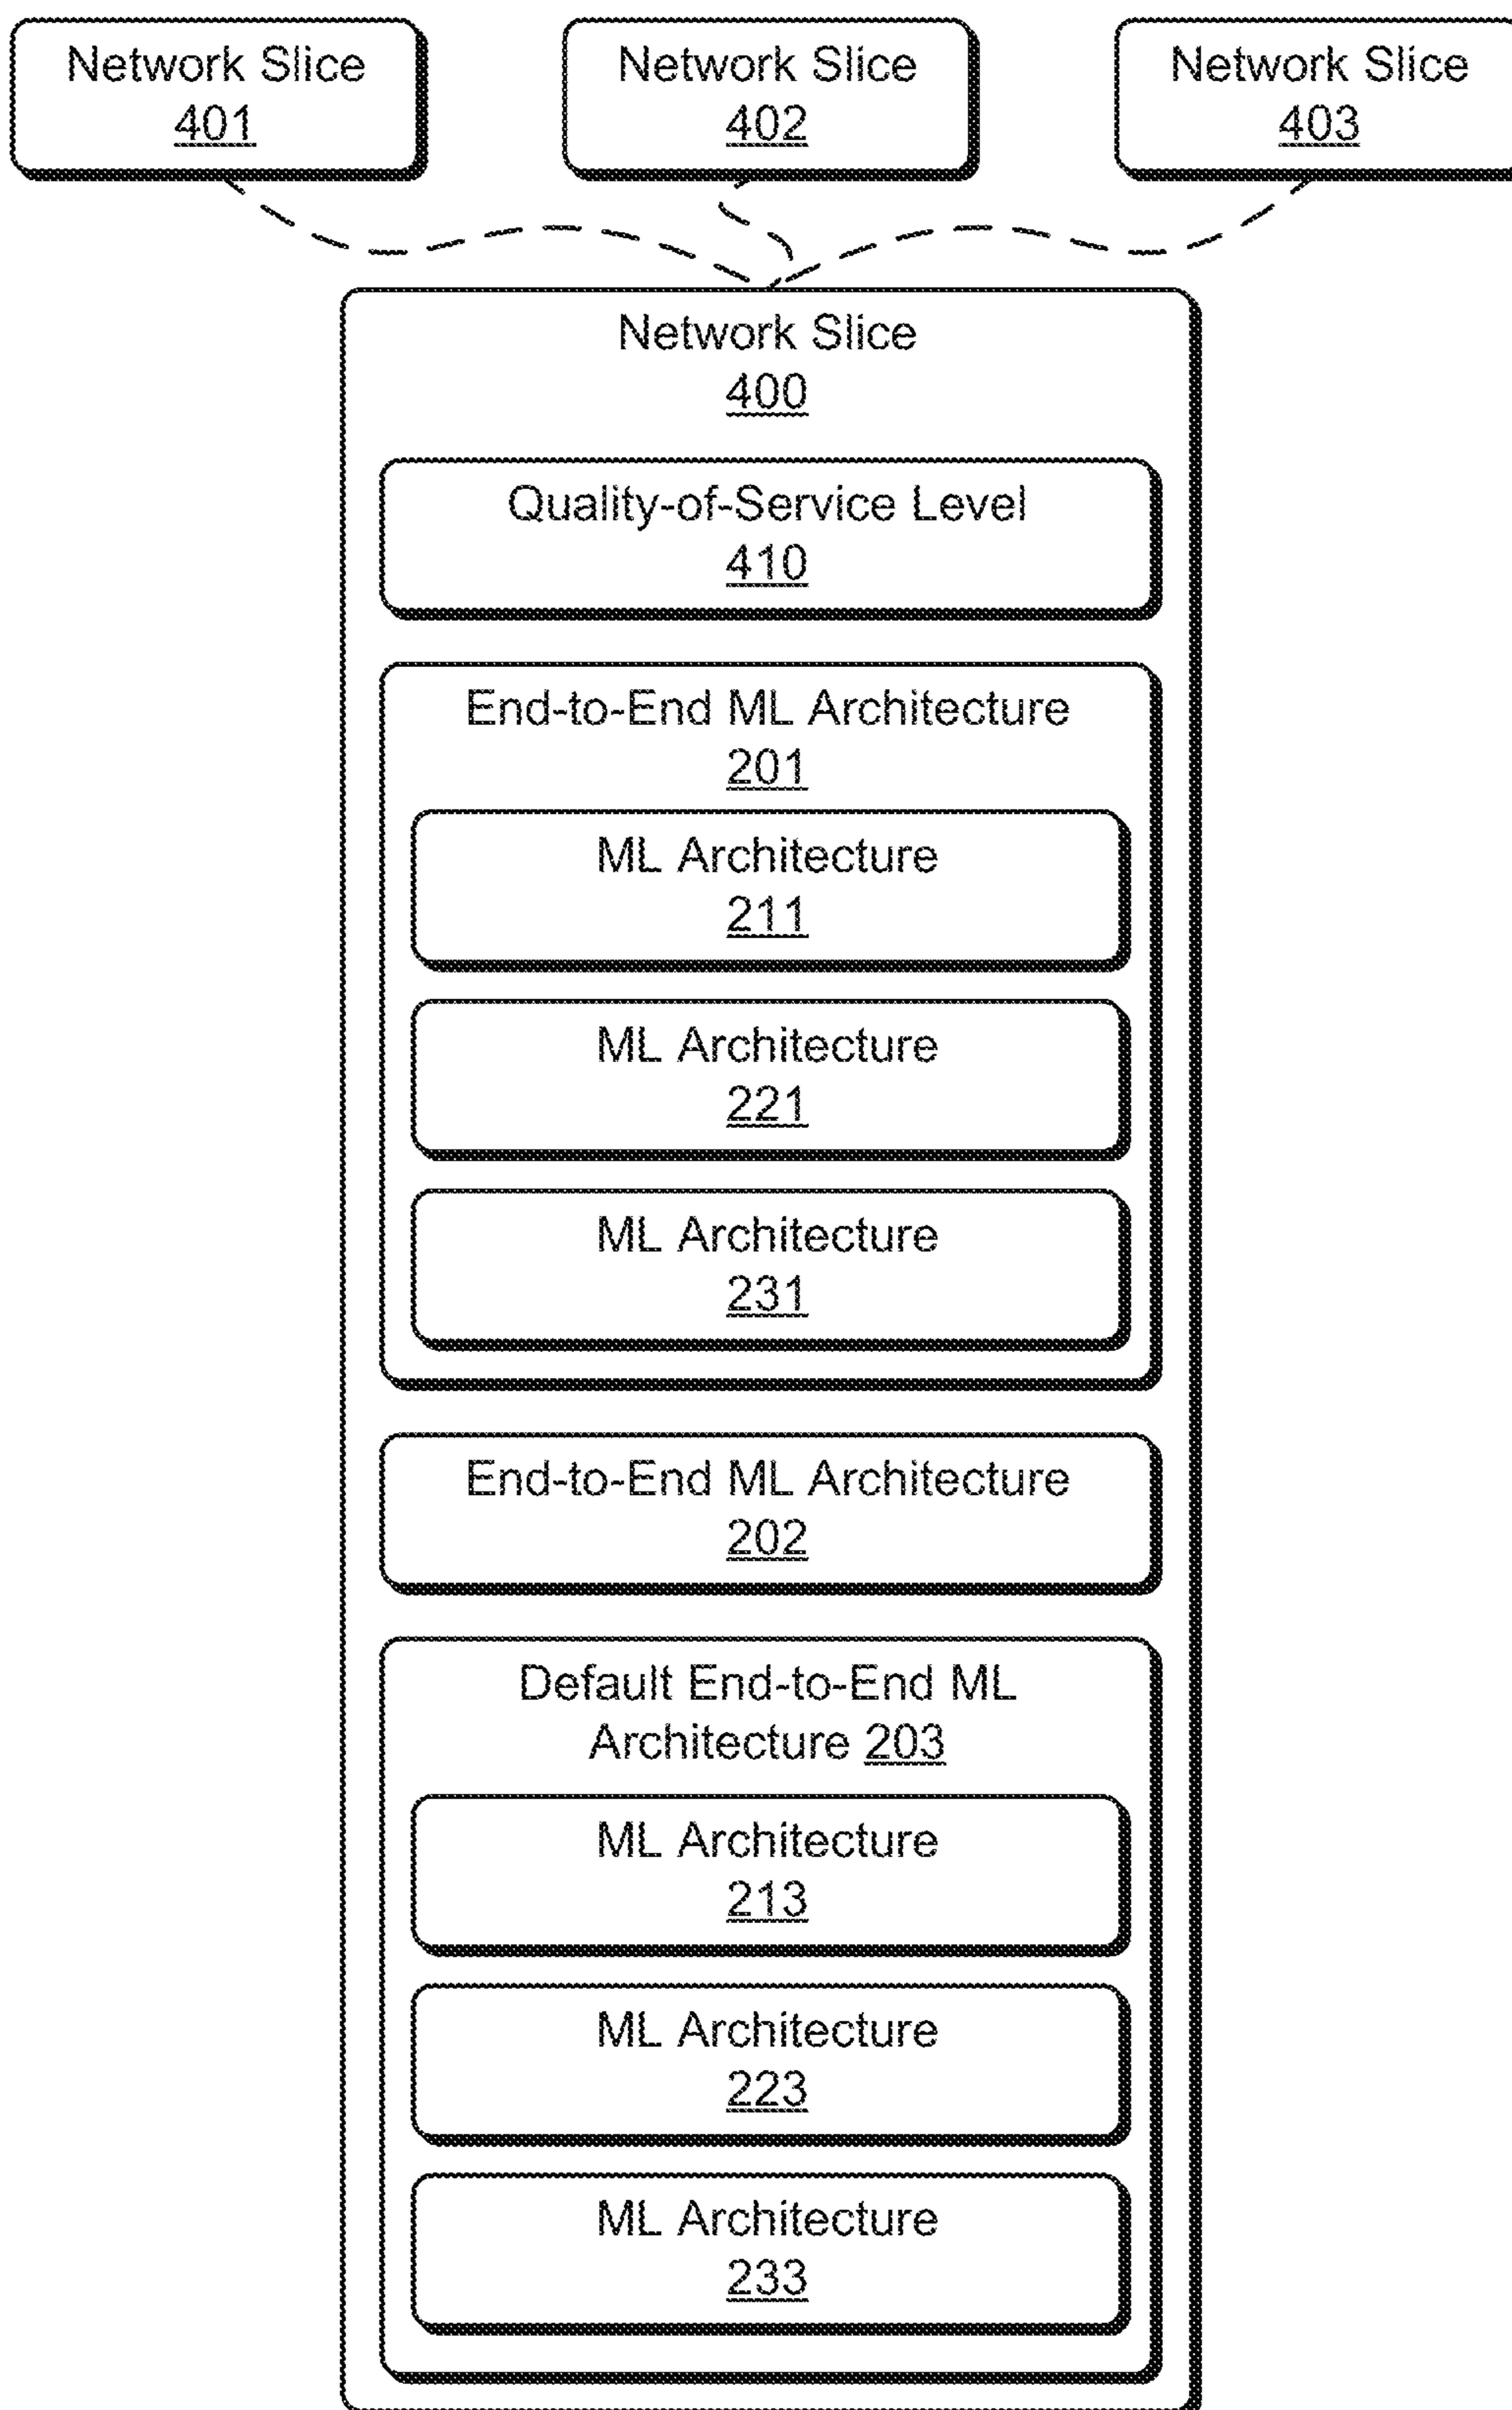 Network Slice
401
Network Slice
402
Network Slice
403
Network Slice
400
Quality-of-Service Level
410
End-to-End ML Architecture
201
ML Architecture
211
ML Architecture
221
ML Architecture
231
End-to-End ML Architecture
202
Default End-to-End ML
Architecture 203
ML Architecture
213
ML Architecture
223
ML Architecture
233